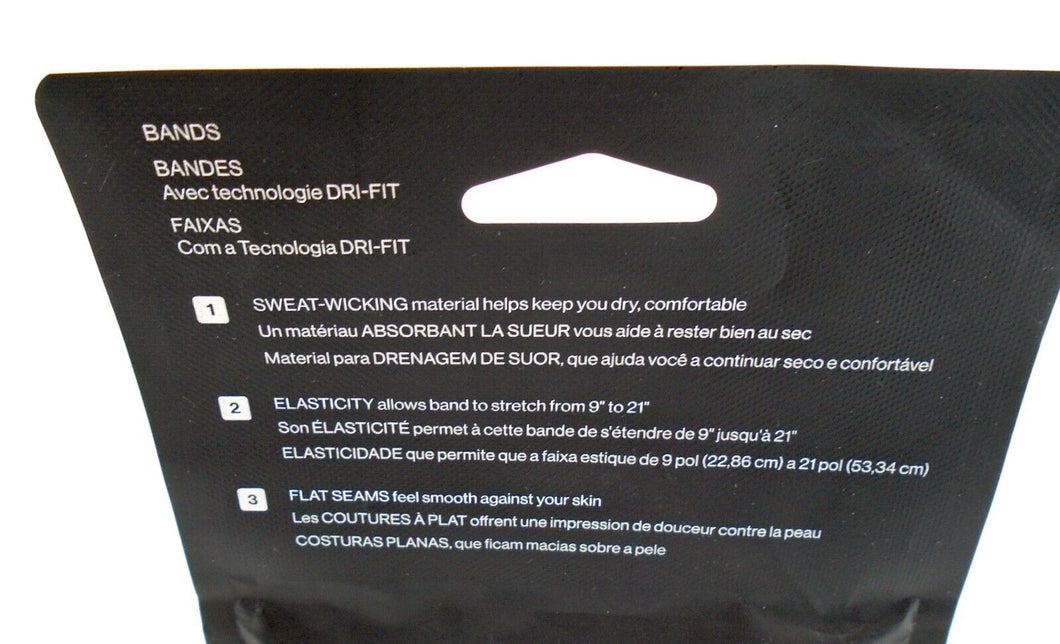 BANDS
BANDES
Avec technologie DRI-FIT
FAIXAS
Com a Tecnologia DRI-FIT
1 SWEAT-WICKING material helps keep you dry, comfortable
Un matériau ABSORBANT LA SUEUR vous aide à rester bien au sec
Material para DRENAGEM DE SUOR, que ajuda você a continuar seco e confortável
2 ELASTICITY allows band to stretch from 9" to 21"
Son ÉLASTICITÉ permet à cette bande de s'étendre de 9" jusqu'à 21"
ELASTICIDADE que permite que a faixa estique de 9 pol (22,86 cm) a 21 pol (53,34 cm)
3 FLAT SEAMS feel smooth against your skin
Les COUTURES À PLAT offrent une impression de douceur contre la peau
COSTURAS PLANAS, que ficam macias sobre a pele